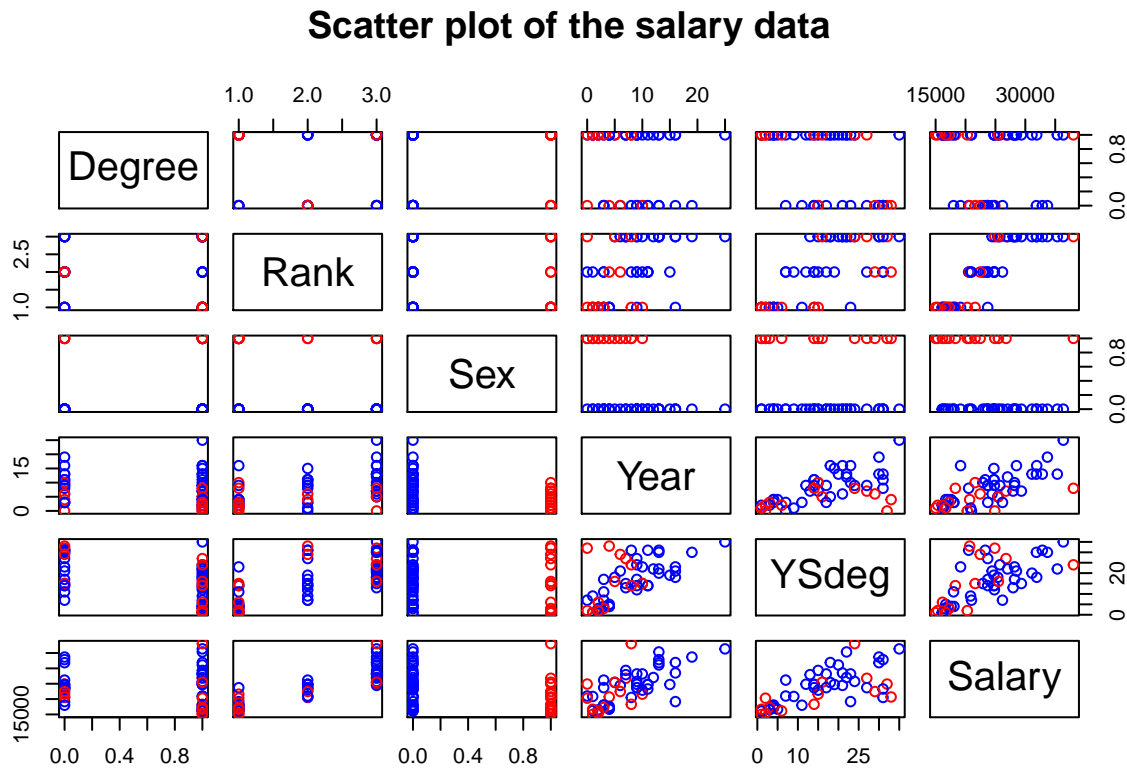 Scatter plot of the salary data
1.0 2.0 3.0 0 10 20 15000 30000
Degree
0.0 0.8
1.0 2.5
Rank
Sex
0.0 0.8
0 15
Year
YSdeg
0 20
15000
Salary
0.0 0.4 0.8 0.0 0.4 0.8 0 10 25